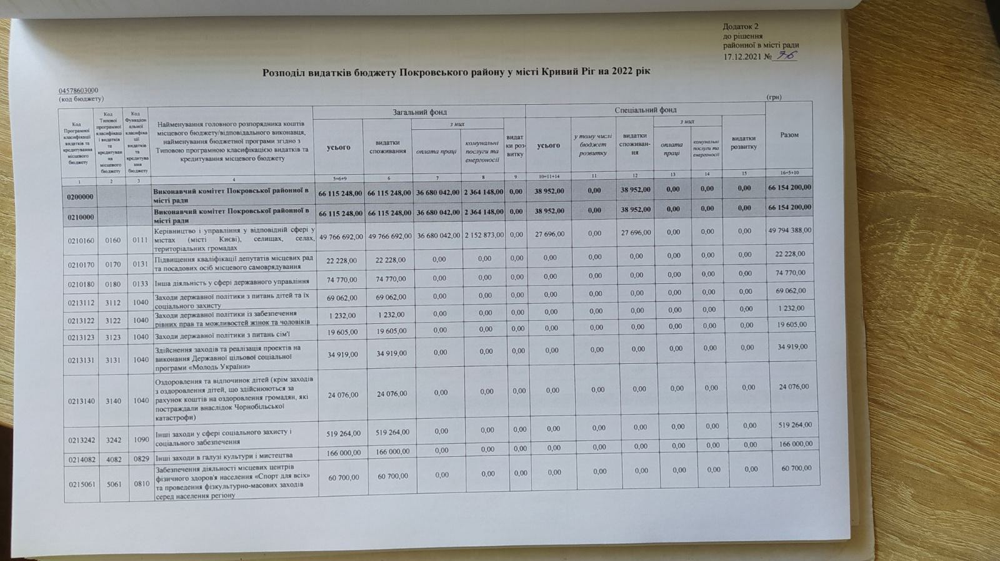 Додаток 2
до рішення
районної в місті ради
17.12.2021 № 76
Розподіл видатків бюджету Покровського району у місті Кривий Ріг на 2022 рік
04578603000
(код бюджету)
(грн)
Код Програмної класифікації видатків та кредитування місцевого бюджету
Код Типової програмної класифікації видатків та кредитування місцевого бюджету
Код Функціональної класифікації видатків та кредитування бюджету
Найменування головного розпорядника коштів
місцевого бюджету/відповідального виконавця,
найменування бюджетної програми згідно з
Типовою програмною класифікацією видатків та
кредитування місцевого бюджету
Загальний фонд
усього
видатки споживання
з них
оплата праці
комунальні послуги та енергоносії
видатки розвитку
Спеціальний фонд
усього
у тому числі бюджет розвитку
видатки споживан-ня
з них
оплата праці
комунальні послуги та енергоносії
видатки розвитку
Разом
1 2 3 4 5=6+9 6 7 8 9 10=11+14 11 12 13 14 15 16=5+10
0200000 Виконавчий комітет Покровської районної в місті ради 66 115 248,00 66 115 248,00 36 680 042,00 2 364 148,00 0,00 38 952,00 0,00 38 952,00 0,00 0,00 0,00 66 154 200,00
0210000 Виконавчий комітет Покровської районної в місті ради 66 115 248,00 66 115 248,00 36 680 042,00 2 364 148,00 0,00 38 952,00 0,00 38 952,00 0,00 0,00 0,00 66 154 200,00
0210160 0160 0111 Керівництво і управління у відповідній сфері у містах (місті Києві), селищах, селах, територіальних громадах 49 766 692,00 49 766 692,00 36 680 042,00 2 152 873,00 0,00 27 696,00 0,00 27 696,00 0,00 0,00 0,00 49 794 388,00
0210170 0170 0131 Підвищення кваліфікації депутатів місцевих рад та посадових осіб місцевого самоврядування 22 228,00 22 228,00 0,00 0,00 0,00 0,00 0,00 0,00 0,00 0,00 0,00 22 228,00
0210180 0180 0133 Інша діяльність у сфері державного управління 74 770,00 74 770,00 0,00 0,00 0,00 0,00 0,00 0,00 0,00 0,00 0,00 74 770,00
0213112 3112 1040 Заходи державної політики з питань дітей та їх соціального захисту 69 062,00 69 062,00 0,00 0,00 0,00 0,00 0,00 0,00 0,00 0,00 0,00 69 062,00
0213122 3122 1040 Заходи державної політики із забезпечення рівних прав та можливостей жінок та чоловіків 1 232,00 1 232,00 0,00 0,00 0,00 0,00 0,00 0,00 0,00 0,00 0,00 1 232,00
0213123 3123 1040 Заходи державної політики з питань сім'ї 19 605,00 19 605,00 0,00 0,00 0,00 0,00 0,00 0,00 0,00 0,00 0,00 19 605,00
0213131 3131 1040 Здійснення заходів та реалізація проектів на виконання Державної цільової соціальної програми «Молодь України» 34 919,00 34 919,00 0,00 0,00 0,00 0,00 0,00 0,00 0,00 0,00 0,00 34 919,00
0213140 3140 1040 Оздоровлення та відпочинок дітей (крім заходів з оздоровлення дітей, що здійснюються за рахунок коштів на оздоровлення громадян, які постраждали внаслідок Чорнобільської катастрофи) 24 076,00 24 076,00 0,00 0,00 0,00 0,00 0,00 0,00 0,00 0,00 0,00 24 076,00
0213242 3242 1090 Інші заходи у сфері соціального захисту і соціального забезпечення 519 264,00 519 264,00 0,00 0,00 0,00 0,00 0,00 0,00 0,00 0,00 0,00 519 264,00
0214082 4082 0829 Інші заходи в галузі культури і мистецтва 166 000,00 166 000,00 0,00 0,00 0,00 0,00 0,00 0,00 0,00 0,00 0,00 166 000,00
0215061 5061 0810 Забезпечення діяльності місцевих центрів фізичного здоров'я населення «Спорт для всіх» та проведення фізкультурно-масових заходів серед населення регіону 60 700,00 60 700,00 0,00 0,00 0,00 0,00 0,00 0,00 0,00 0,00 0,00 60 700,00